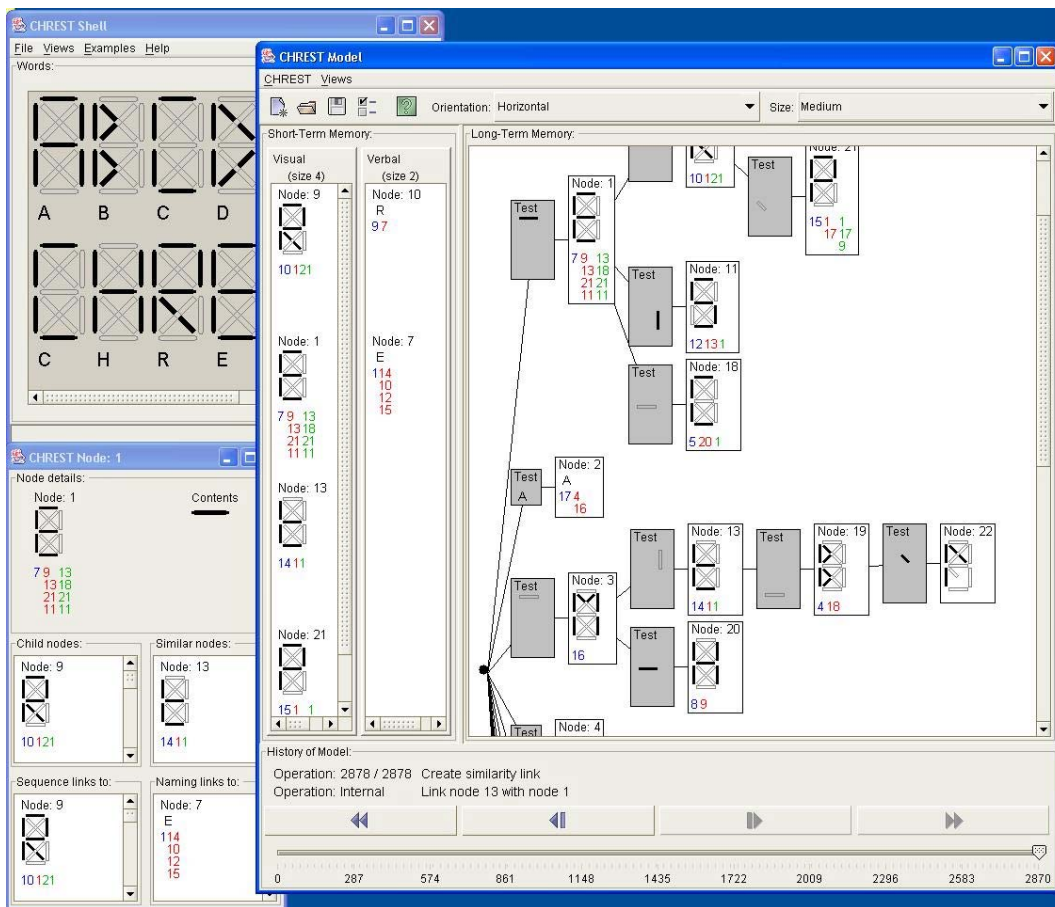 CHREST Shell
File Views Examples Help
Words:
A B C D
C H R E
CHREST Model
CHREST Views
Orientation: Horizontal Size: Medium
Short-Term Memory:
Visual
(size 4)
Node: 9
10 1 21
Node: 1
7 9 13
13 18
21 21
11 11
Node: 13
14 11
Node: 21
15 1 1
Verbal
(size 2)
Node: 10
R
9 7
Node: 7
E
1 14
10
12
15
Long-Term Memory:
10 1 21
Test
Node: 21
15 1 1
17 17
9
Test
Node: 1
7 9 13
13 18
21 21
11 11
Test
Node: 11
12 13 1
Test
Node: 18
5 20 1
Test
A
Node: 2
A
17 4
16
Test
Node: 3
16
Test
Node: 13
14 11
Test
Node: 19
4 18
Test
Node: 22
Test
Node: 20
8 9
Test
Node: 4
History of Model:
Operation: 2878 / 2878 Create similarity link
Operation: Internal Link node 13 with node 1
0 287 574 861 1148 1435 1722 2009 2296 2583 2870
CHREST Node: 1
Node details:
Node: 1
7 9 13
13 18
21 21
11 11
Contents
Child nodes:
Node: 9
10 1 21
Similar nodes:
Node: 13
14 11
Sequence links to:
Node: 9
10 1 21
Naming links to:
Node: 7
E
1 14
10
12
15